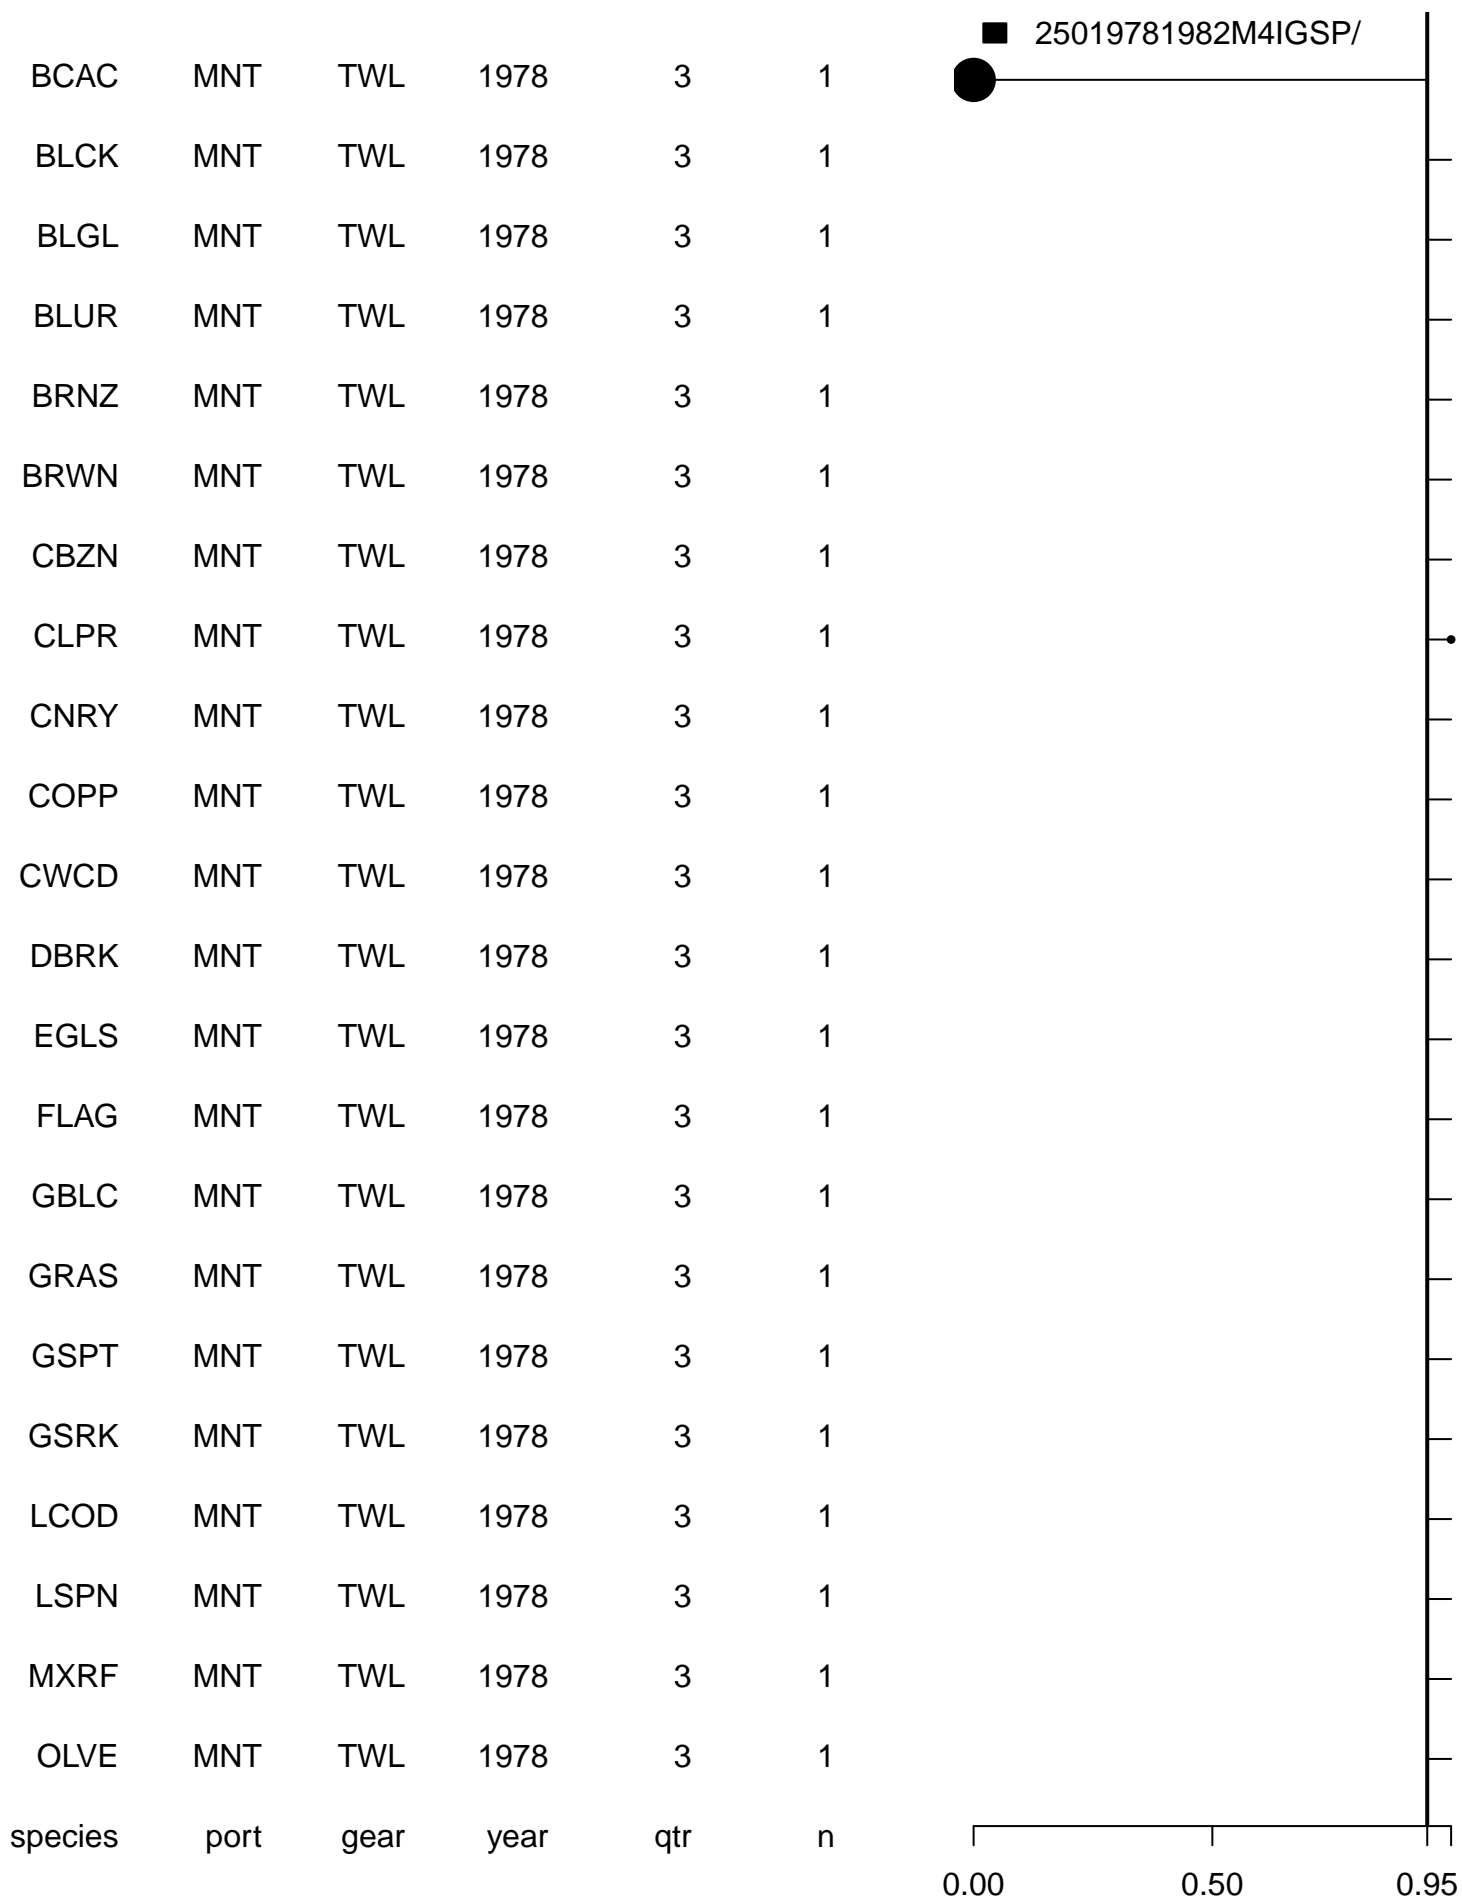 25019781982M4IGSP/
BCAC MNT TWL 1978 3 1
BLCK MNT TWL 1978 3 1
BLGL MNT TWL 1978 3 1
BLUR MNT TWL 1978 3 1
BRNZ MNT TWL 1978 3 1
BRWN MNT TWL 1978 3 1
CBZN MNT TWL 1978 3 1
CLPR MNT TWL 1978 3 1
CNRY MNT TWL 1978 3 1
COPP MNT TWL 1978 3 1
CWCD MNT TWL 1978 3 1
DBRK MNT TWL 1978 3 1
EGLS MNT TWL 1978 3 1
FLAG MNT TWL 1978 3 1
GBLC MNT TWL 1978 3 1
GRAS MNT TWL 1978 3 1
GSPT MNT TWL 1978 3 1
GSRK MNT TWL 1978 3 1
LCOD MNT TWL 1978 3 1
LSPN MNT TWL 1978 3 1
MXRF MNT TWL 1978 3 1
OLVE MNT TWL 1978 3 1
species port gear year qtr n
0.00 0.50 0.95